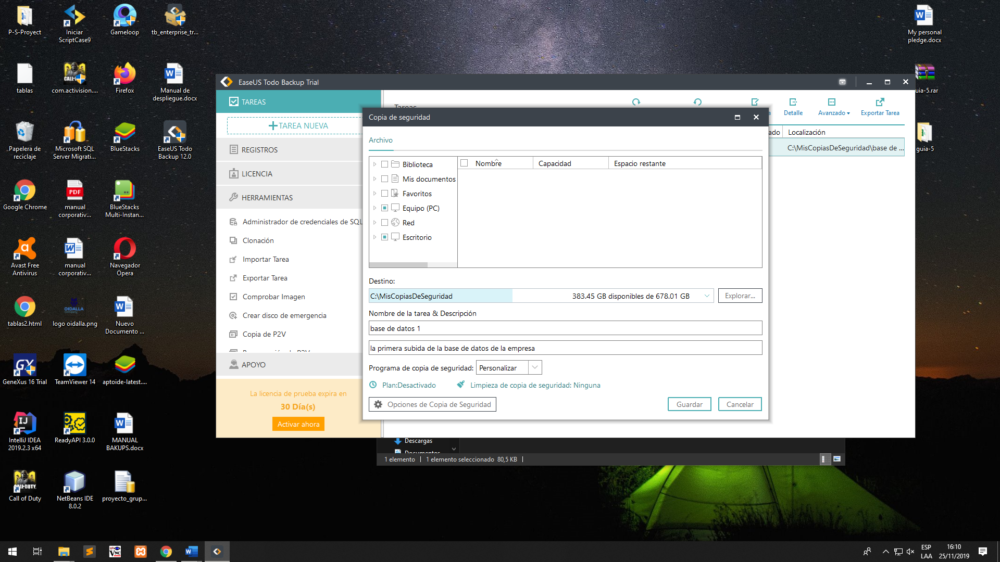 P-S-Proyect
Iniciar
ScriptCase9
Gameloop
tb_enterprise_tr...
My personal
pledge.docx
tablas
com.activision....
Firefox
Manual de
despliegue.docx
uia-5.rar
Papelera de
reciclaje
Microsoft SQL
Server Migrati...
BlueStacks
EaseUS Todo
Backup 12.0
guia-5
Google Chrome
PDF
manual
corporativ...
BlueStacks
Multi-Instan...
Avast Free
Antivirus
manual
corporativ...
Navegador
Opera
tablas2.html
OIDALLA
logo oidalla.png
Nuevo
Documento ...
GeneXus 16 Trial
TeamViewer 14
aptoide-latest....
IntelliJ IDEA
2019.2.3 x64
ReadyAPI 3.0.0
MANUAL
BAKUPS.docx
Call of Duty
NetBeans IDE
8.0.2
proyecto_grup...
EaseUS Todo Backup Trial
TAREAS
TAREA NUEVA
REGISTROS
LICENCIA
HERRAMIENTAS
Administrador de credenciales de SQL
Clonación
Importar Tarea
Exportar Tarea
Comprobar Imagen
Crear disco de emergencia
Copia de P2V
APOYO
La licencia de prueba expira en
30 Día(s)
Activar ahora
Tareas
Detalle
Avanzado
Exportar Tarea
ado
Localización
C:\MisCopiasDeSeguridad\base de ...
Copia de seguridad
Archivo
Biblioteca
Mis documentos
Favoritos
Equipo (PC)
Red
Escritorio
Nombre
Capacidad
Espacio restante
Destino:
C:\MisCopiasDeSeguridad
383.45 GB disponibles de 678.01 GB
Explorar...
Nombre de la tarea & Descripción
base de datos 1
la primera subida de la base de datos de la empresa
Programa de copia de seguridad:
Personalizar
Plan:Desactivado
Limpieza de copia de seguridad: Ninguna
Opciones de Copia de Seguridad
Guardar
Cancelar
Descargas
Documentos
1 elemento
1 elemento seleccionado 80,5 KB
ESP
LAA
16:10
25/11/2019